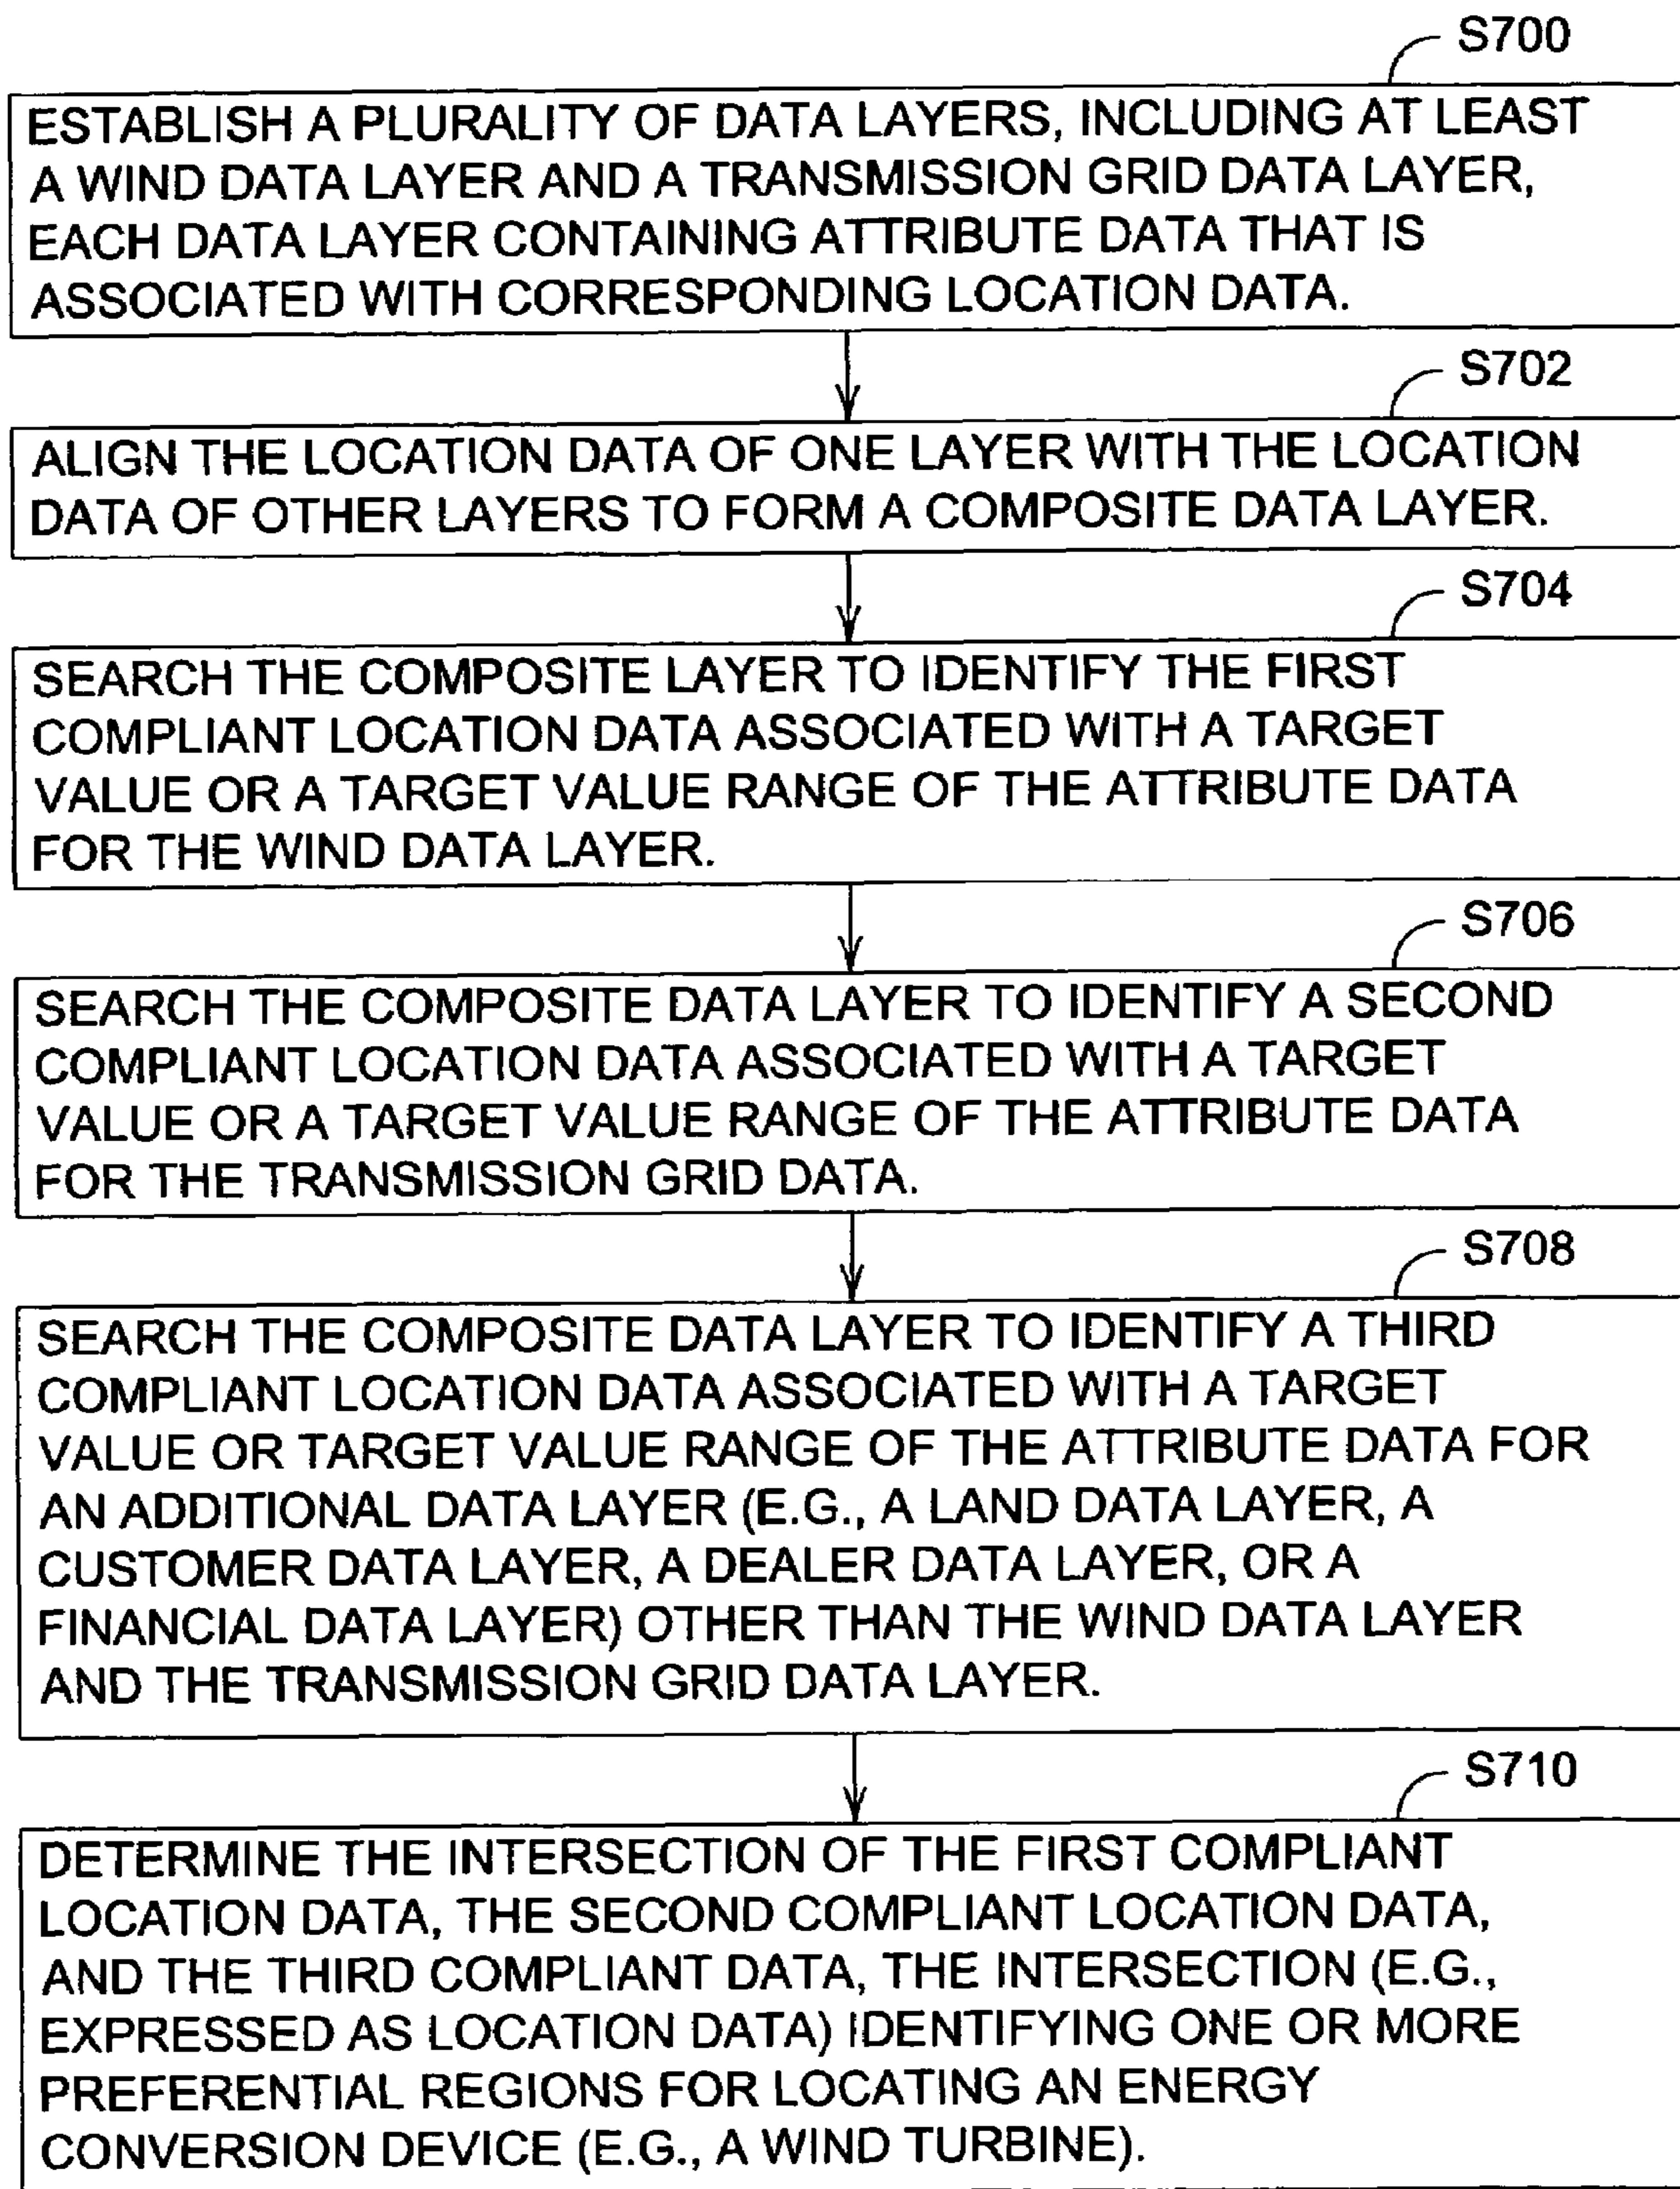 S700
ESTABLISH A PLURALITY OF DATA LAYERS, INCLUDING AT LEAST
A WIND DATA LAYER AND A TRANSMISSION GRID DATA LAYER,
EACH DATA LAYER CONTAINING ATTRIBUTE DATA THAT IS
ASSOCIATED WITH CORRESPONDING LOCATION DATA.
S702
ALIGN THE LOCATION DATA OF ONE LAYER WITH THE LOCATION
DATA OF OTHER LAYERS TO FORM A COMPOSITE DATA LAYER.
S704
SEARCH THE COMPOSITE LAYER TO IDENTIFY THE FIRST
COMPLIANT LOCATION DATA ASSOCIATED WITH A TARGET
VALUE OR A TARGET VALUE RANGE OF THE ATTRIBUTE DATA
FOR THE WIND DATA LAYER.
S706
SEARCH THE COMPOSITE DATA LAYER TO IDENTIFY A SECOND
COMPLIANT LOCATION DATA ASSOCIATED WITH A TARGET
VALUE OR A TARGET VALUE RANGE OF THE ATTRIBUTE DATA
FOR THE TRANSMISSION GRID DATA.
S708
SEARCH THE COMPOSITE DATA LAYER TO IDENTIFY A THIRD
COMPLIANT LOCATION DATA ASSOCIATED WITH A TARGET
VALUE OR TARGET VALUE RANGE OF THE ATTRIBUTE DATA FOR
AN ADDITIONAL DATA LAYER (E.G., A LAND DATA LAYER, A
CUSTOMER DATA LAYER, A DEALER DATA LAYER, OR A
FINANCIAL DATA LAYER) OTHER THAN THE WIND DATA LAYER
AND THE TRANSMISSION GRID DATA LAYER.
S710
DETERMINE THE INTERSECTION OF THE FIRST COMPLIANT
LOCATION DATA, THE SECOND COMPLIANT LOCATION DATA,
AND THE THIRD COMPLIANT DATA, THE INTERSECTION (E.G.,
EXPRESSED AS LOCATION DATA) IDENTIFYING ONE OR MORE
PREFERENTIAL REGIONS FOR LOCATING AN ENERGY
CONVERSION DEVICE (E.G., A WIND TURBINE).